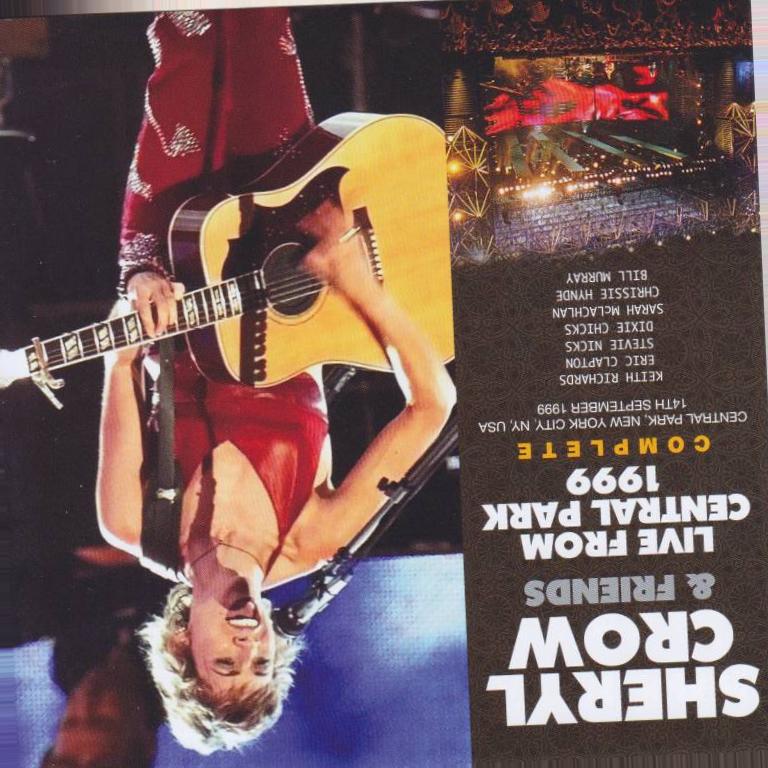 SHERYL
CROW
& FRIENDS
LIVE FROM
CENTRAL PARK
1999
COMPLETE
CENTRAL PARK, NEW YORK CITY, NY, USA
14TH SEPTEMBER 1999
KEITH RICHARDS
ERIC CLAPTON
STEVIE NICKS
DIXIE CHICKS
SARAH McLACHLAN
CHRISSIE HYNDE
BILL MURRAY